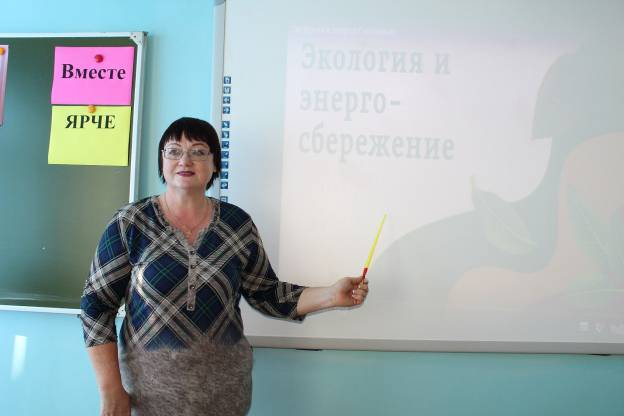 Вместе
ЯРЧЕ
Экология и
энерго-
сбережение